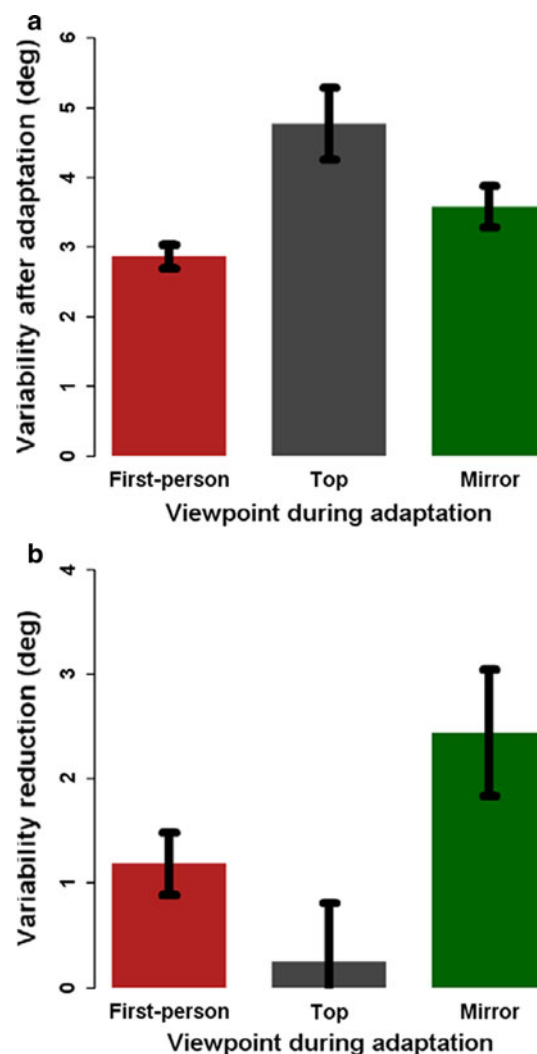 a
Variability after adaptation (deg)
6
5
4
3
2
1
0
First-person Top Mirror
Viewpoint during adaptation
b
Variability reduction (deg)
4
3
2
1
0
First-person Top Mirror
Viewpoint during adaptation